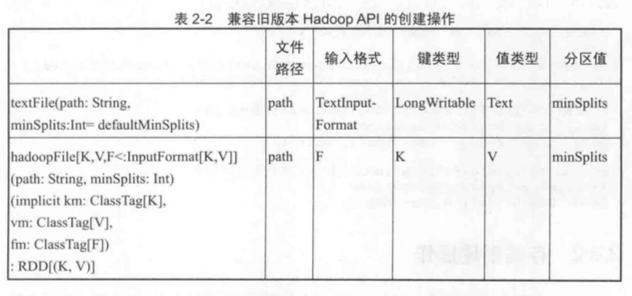 表 2-2 兼容旧版本 Hadoop API 的创建操作
文件路径 输入格式 键类型 值类型 分区值
textFile(path: String, path TextInput- LongWritable Text minSplits
minSplits:Int= defaultMinSplits) Format
hadoopFile[K,V,F<:InputFormat[K,V]] path F K V minSplits
(path: String, minSplits: Int)
(implicit km: ClassTag[K],
vm: ClassTag[V],
fm: ClassTag[F])
: RDD[(K, V)]